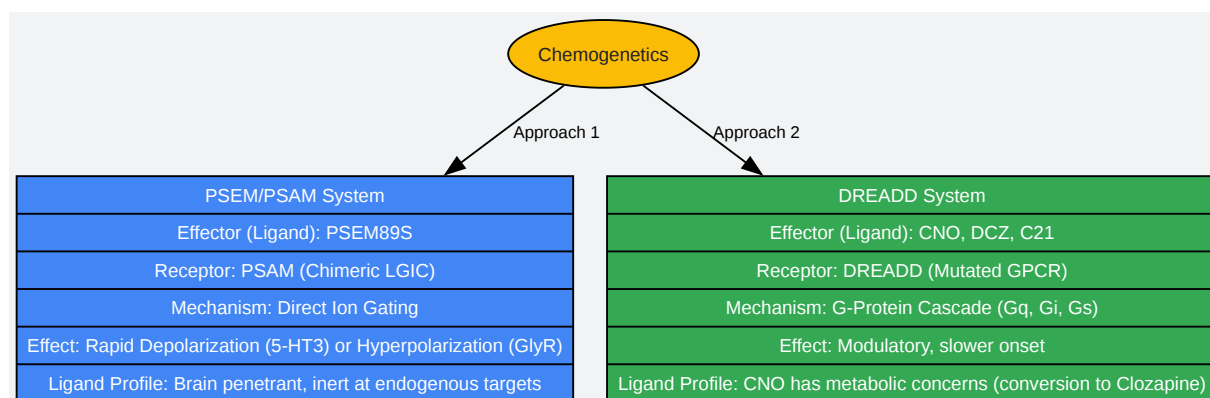 Chemogenetics
Approach 1
Approach 2
PSEM/PSAM System
Effector (Ligand): PSEM89S
Receptor: PSAM (Chimeric LGIC)
Mechanism: Direct Ion Gating
Effect: Rapid Depolarization (5-HT3) or Hyperpolarization (GlyR)
Ligand Profile: Brain penetrant, inert at endogenous targets
DREADD System
Effector (Ligand): CNO, DCZ, C21
Receptor: DREADD (Mutated GPCR)
Mechanism: G-Protein Cascade (Gq, Gi, Gs)
Effect: Modulatory, slower onset
Ligand Profile: CNO has metabolic concerns (conversion to Clozapine)